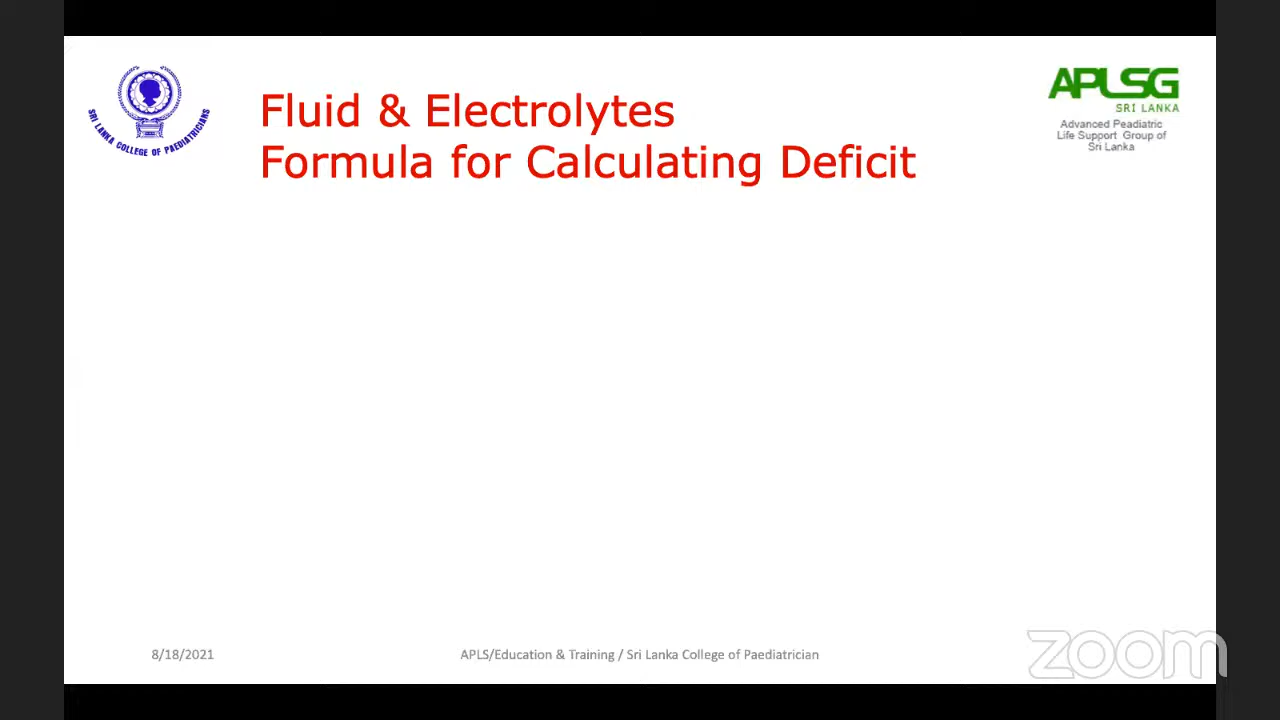 SRI LANKA COLLEGE OF PAEDIATRICIANS
Fluid & Electrolytes
Formula for Calculating Deficit
APLSG
SRI LANKA
Advanced Peadiatric
Life Support Group of
Sri Lanka
8/18/2021
APLS/Education & Training / Sri Lanka College of Paediatrician
zoom